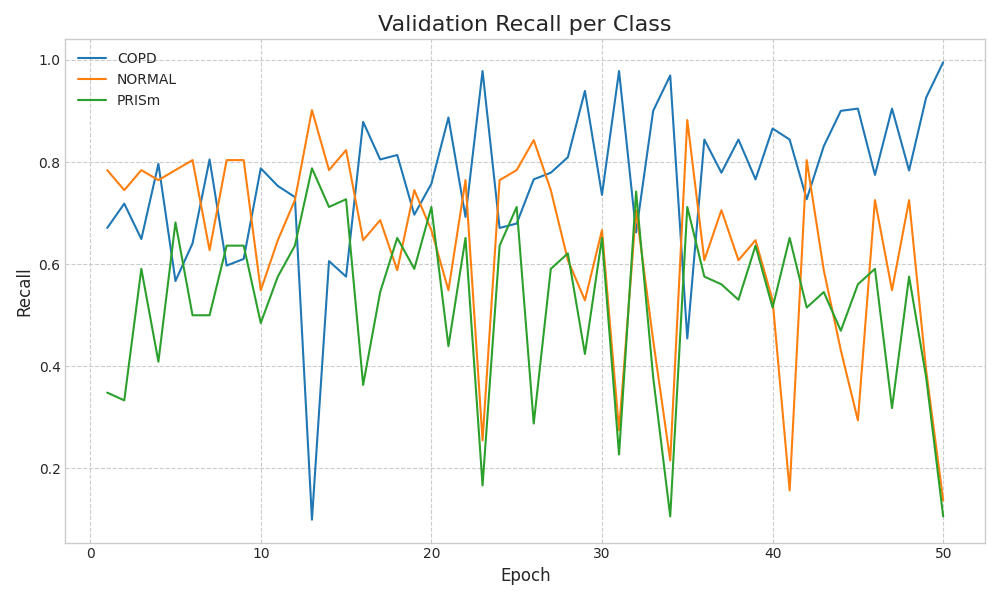 Validation Recall per Class
COPD
NORMAL
PRISm
1.0
0.8
0.6
0.4
0.2
Recall
0 10 20 30 40 50
Epoch